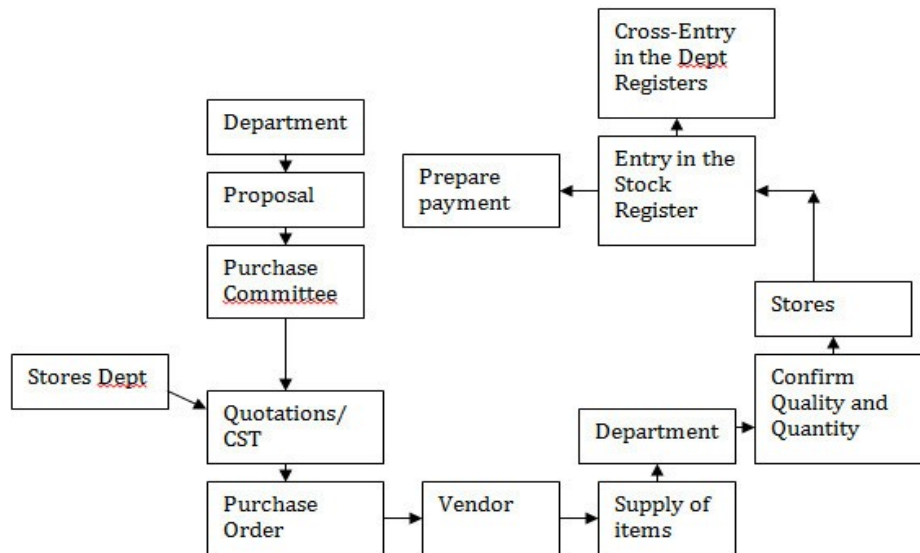 Department
Proposal
Purchase
Committee
Stores Dept
Quotations/
CST
Purchase
Order
Vendor
Supply of
items
Department
Confirm
Quality and
Quantity
Stores
Entry in the
Stock
Register
Prepare
payment
Cross-Entry
in the Dept
Registers